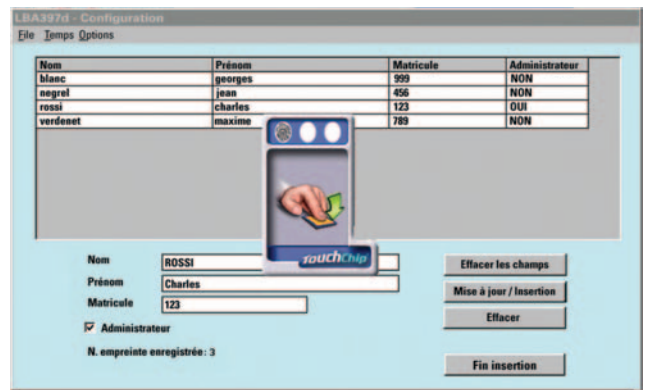 LBA397d - Configuration
File Temps Options
Nom Prénom Matricule Administrateur
blanc georges 999 NON
negrel jean 456 NON
rossi charles 123 OUI
verdenet maxime 789 NON
TouchChip
Nom ROSSI
Prénom Charles
Matricule 123
Administrateur
N. empreinte enregistrée: 3
Effacer les champs
Mise à jour / Insertion
Effacer
Fin insertion